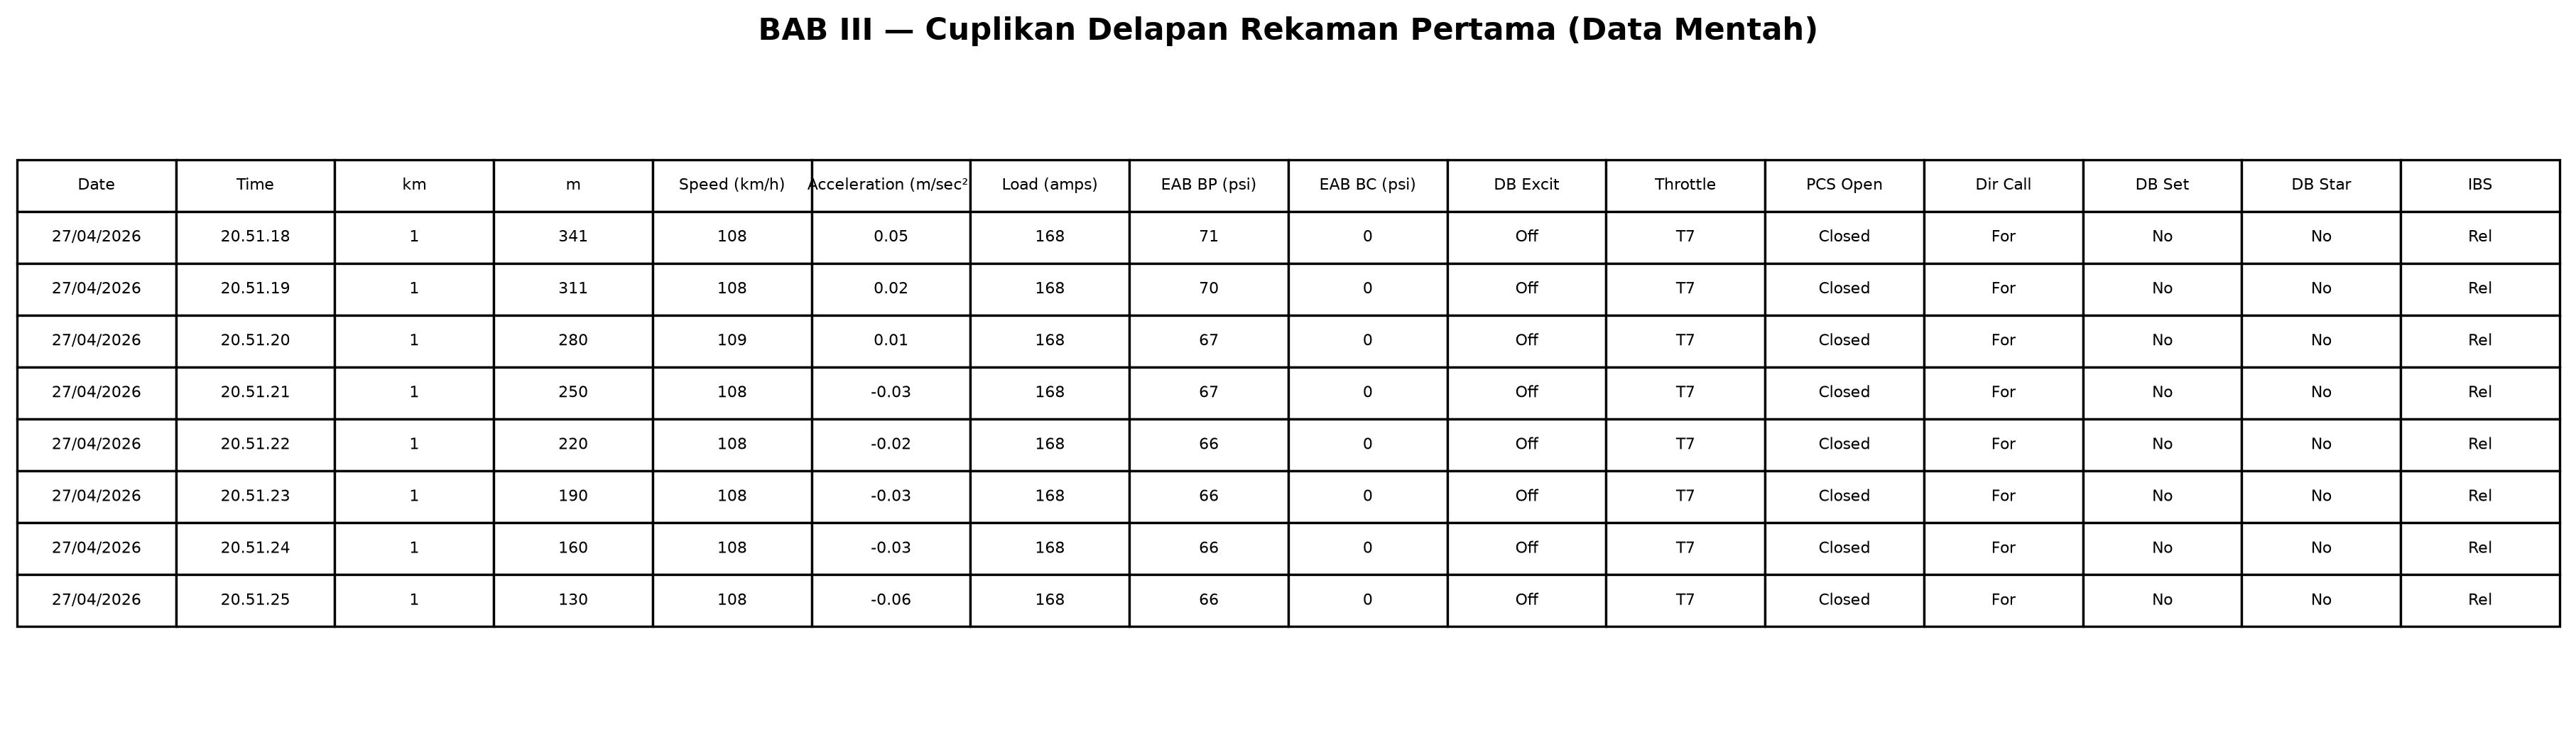 BAB III — Cuplikan Delapan Rekaman Pertama (Data Mentah)
Date Time km m Speed (km/h) Acceleration (m/sec² Load (amps) EAB BP (psi) EAB BC (psi) DB Excit Throttle PCS Open Dir Call DB Set DB Star IBS
27/04/2026 20.51.18 1 341 108 0.05 168 71 0 Off T7 Closed For No No Rel
27/04/2026 20.51.19 1 311 108 0.02 168 70 0 Off T7 Closed For No No Rel
27/04/2026 20.51.20 1 280 109 0.01 168 67 0 Off T7 Closed For No No Rel
27/04/2026 20.51.21 1 250 108 -0.03 168 67 0 Off T7 Closed For No No Rel
27/04/2026 20.51.22 1 220 108 -0.02 168 66 0 Off T7 Closed For No No Rel
27/04/2026 20.51.23 1 190 108 -0.03 168 66 0 Off T7 Closed For No No Rel
27/04/2026 20.51.24 1 160 108 -0.03 168 66 0 Off T7 Closed For No No Rel
27/04/2026 20.51.25 1 130 108 -0.06 168 66 0 Off T7 Closed For No No Rel